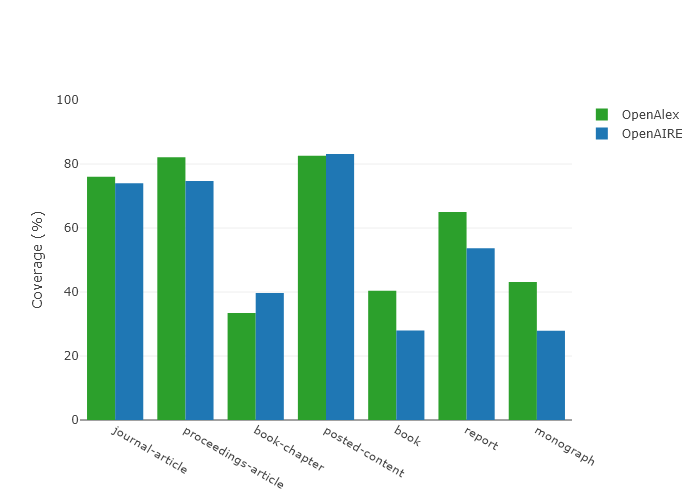 100
80
60
40
20
0
Coverage (%)
journal-article
proceedings-article
book-chapter
posted-content
book
report
monograph
OpenAlex
OpenAIRE